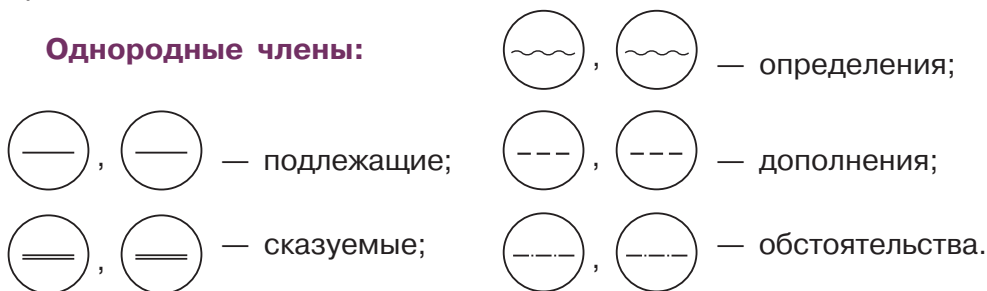 Однородные члены:
, — подлежащие;
, — сказуемые;
, — определения;
, — дополнения;
, — обстоятельства.